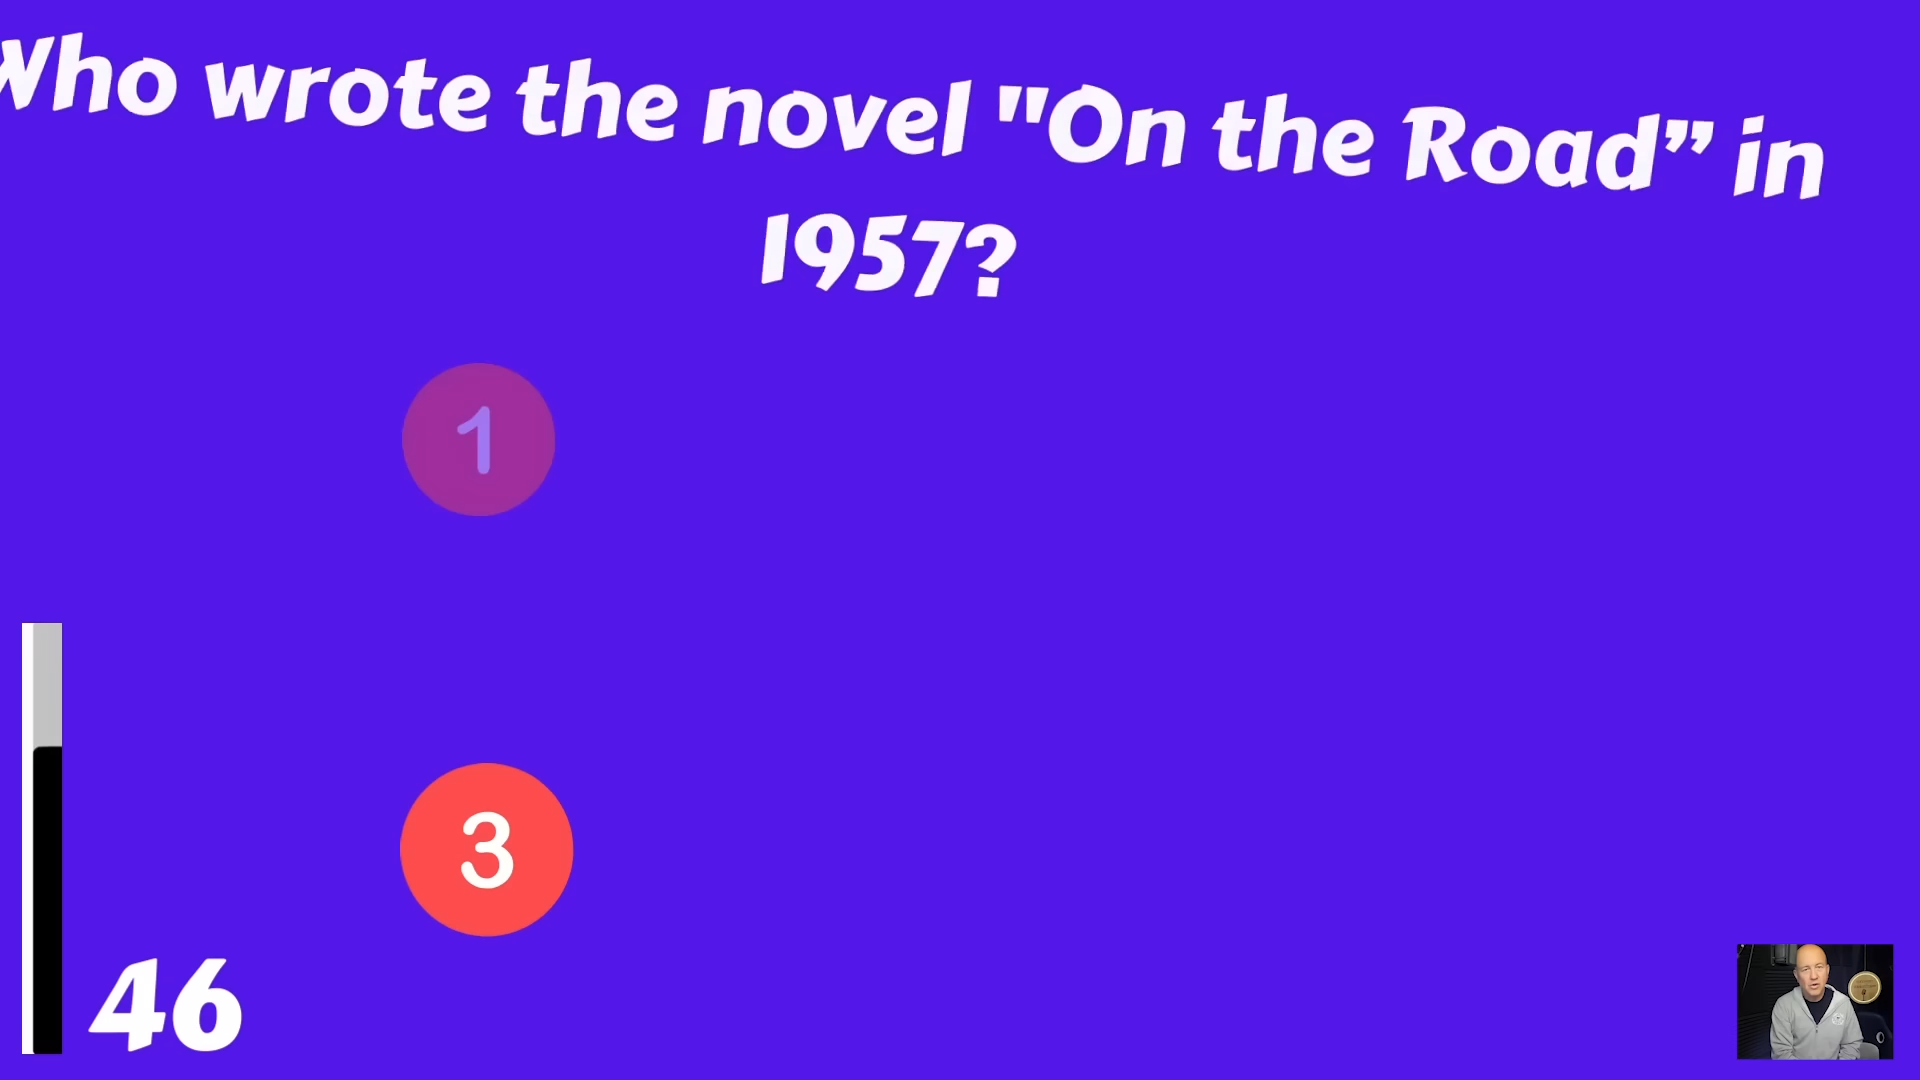 Who wrote the novel "On the Road” in
1957?
1
3
46